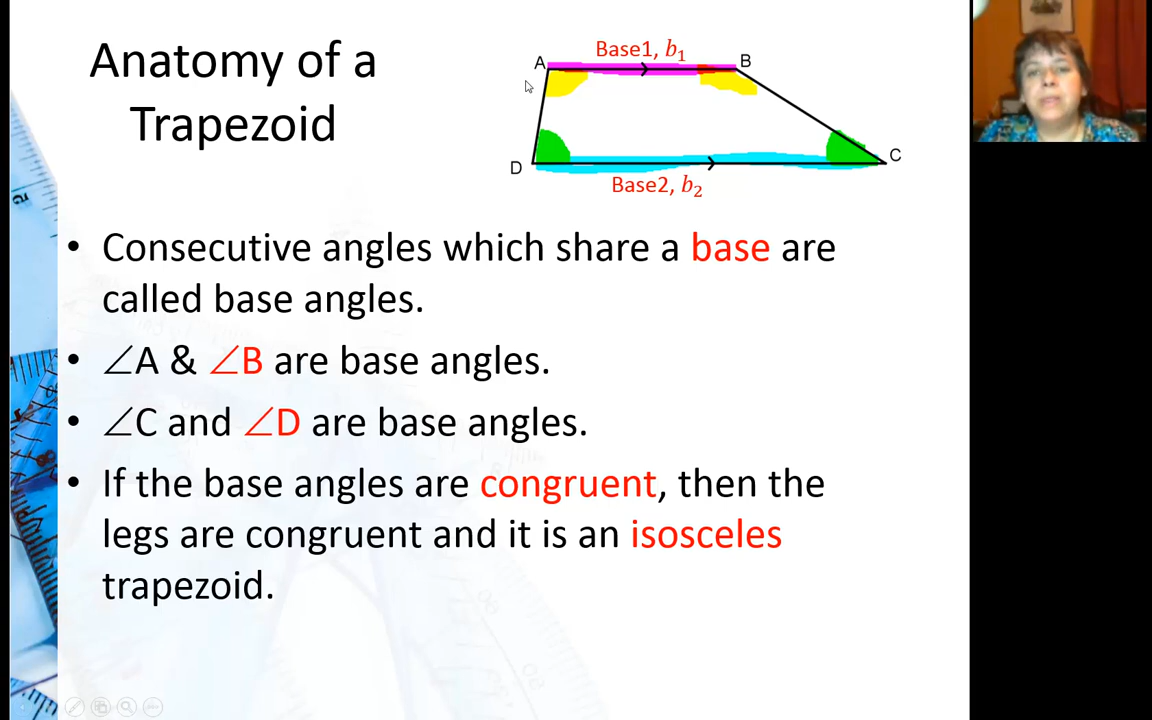 Anatomy of a
Trapezoid
Base1, b₁
A
B
D
C
Base2, b₂
• Consecutive angles which share a base are
called base angles.
• ∠A & ∠B are base angles.
• ∠C and ∠D are base angles.
• If the base angles are congruent, then the
legs are congruent and it is an isosceles
trapezoid.